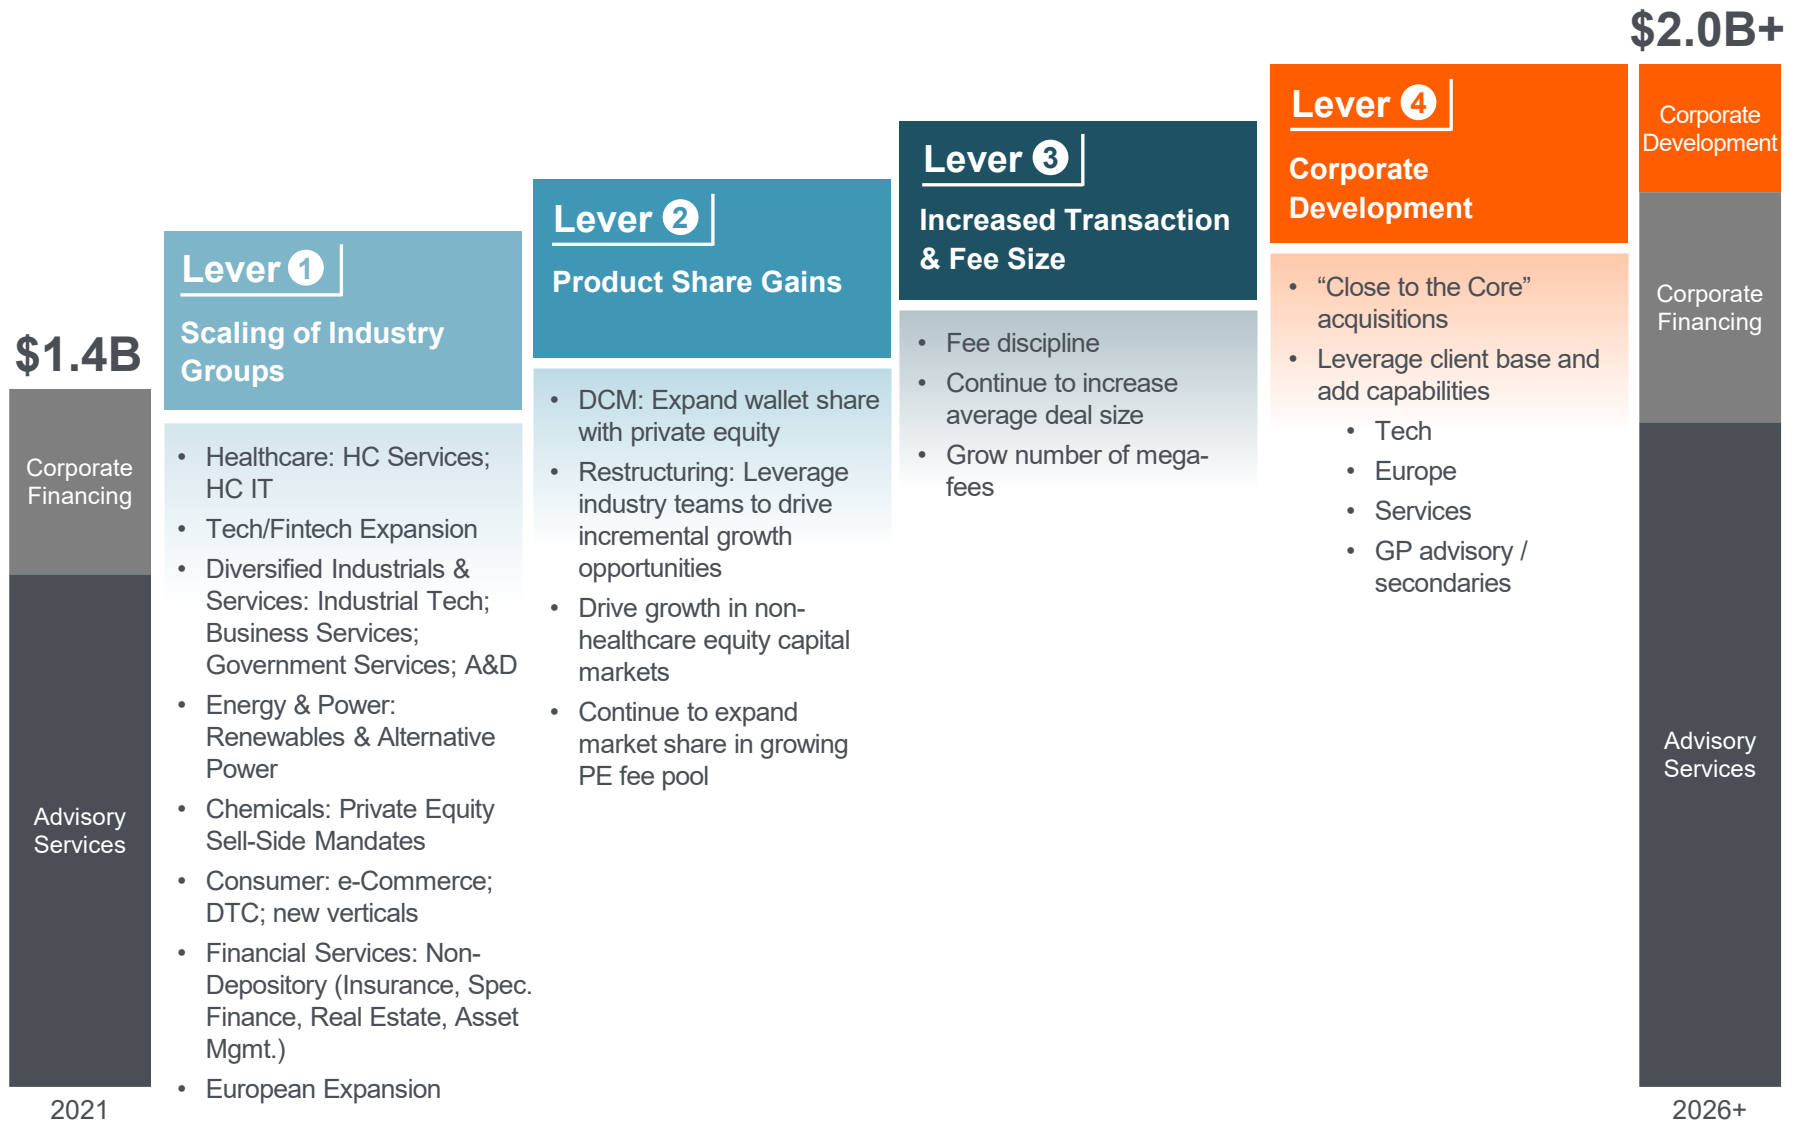 $1.4B
Corporate
Financing
Advisory
Services
2021
Lever 1
Scaling of Industry
Groups
• Healthcare: HC Services;
HC IT
• Tech/Fintech Expansion
• Diversified Industrials &
Services: Industrial Tech;
Business Services;
Government Services; A&D
• Energy & Power:
Renewables & Alternative
Power
• Chemicals: Private Equity
Sell-Side Mandates
• Consumer: e-Commerce;
DTC; new verticals
• Financial Services: Non-
Depository (Insurance, Spec.
Finance, Real Estate, Asset
Mgmt.)
• European Expansion
Lever 2
Product Share Gains
• DCM: Expand wallet share
with private equity
• Restructuring: Leverage
industry teams to drive
incremental growth
opportunities
• Drive growth in non-
healthcare equity capital
markets
• Continue to expand
market share in growing
PE fee pool
Lever 3
Increased Transaction
& Fee Size
• Fee discipline
• Continue to increase
average deal size
• Grow number of mega-
fees
Lever 4
Corporate
Development
• “Close to the Core”
acquisitions
• Leverage client base and
add capabilities
• Tech
• Europe
• Services
• GP advisory /
secondaries
$2.0B+
Corporate
Development
Corporate
Financing
Advisory
Services
2026+